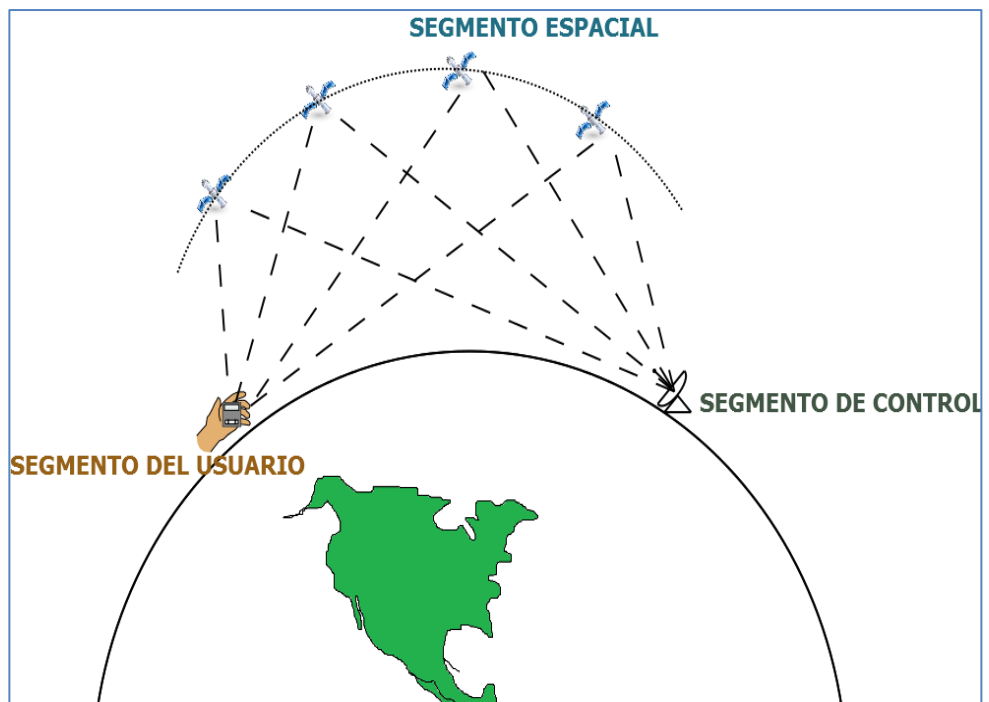 SEGMENTO ESPACIAL
SEGMENTO DE CONTROL
SEGMENTO DEL USUARIO